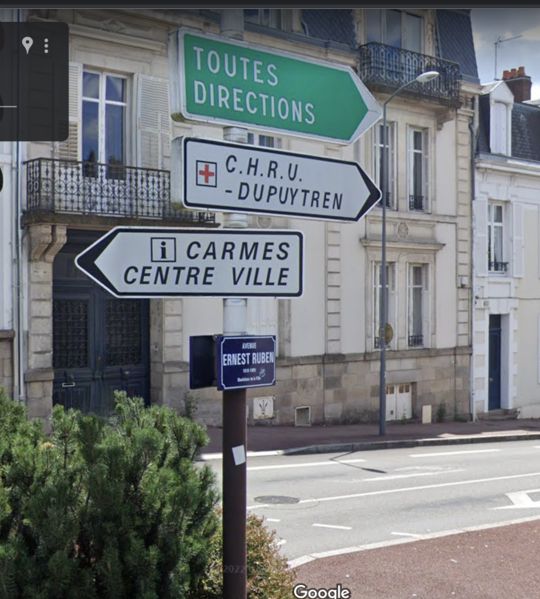 TOUTES
DIRECTIONS
C.H.R.U.
-DUPUYTREN
i CARMES
CENTRE VILLE
AVENUE
ERNEST RUBEN
Google